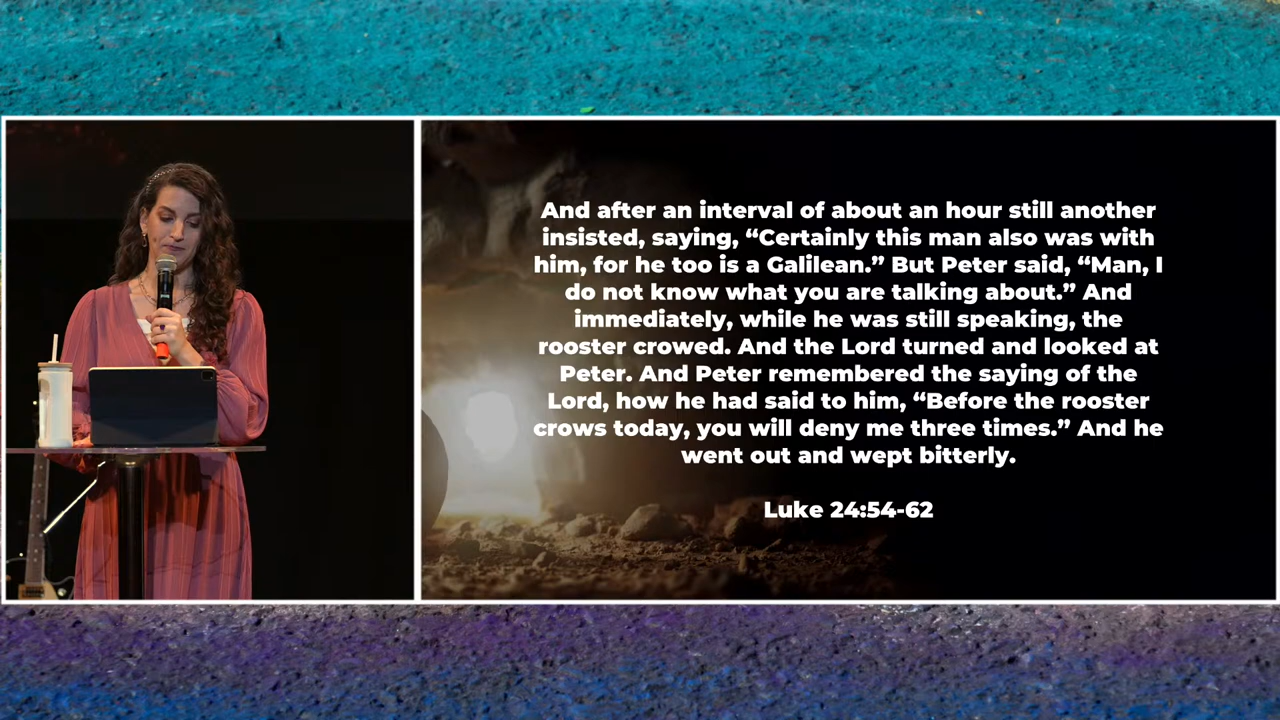 And after an interval of about an hour still another
insisted, saying, “Certainly this man also was with
him, for he too is a Galilean.” But Peter said, “Man, I
do not know what you are talking about.” And
immediately, while he was still speaking, the
rooster crowed. And the Lord turned and looked at
Peter. And Peter remembered the saying of the
Lord, how he had said to him, “Before the rooster
crows today, you will deny me three times.” And he
went out and wept bitterly.
Luke 24:54-62